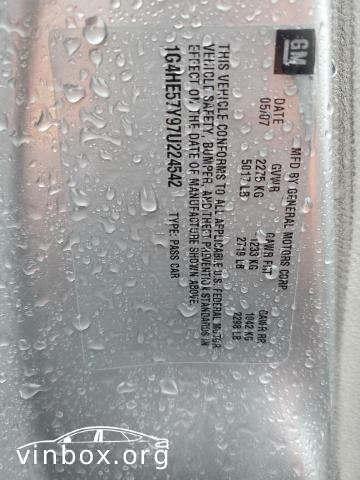 GM
MFD BY GENERAL MOTORS CORP
DATE GVWR GAWR FRT GAWR RR
05/07 2275 KG 1233 KG 1042 KG
5017 LB 2719 LB 2298 LB
THIS VEHICLE CONFORMS TO ALL APPLICABLE U.S. FEDERAL MOTOR
VEHICLE SAFETY, BUMPER, AND THEFT PREVENTION STANDARDS IN
EFFECT ON THE DATE OF MANUFACTURE SHOWN ABOVE.
1G4HE57Y97U224542 TYPE: PASS CAR
vinbox.org